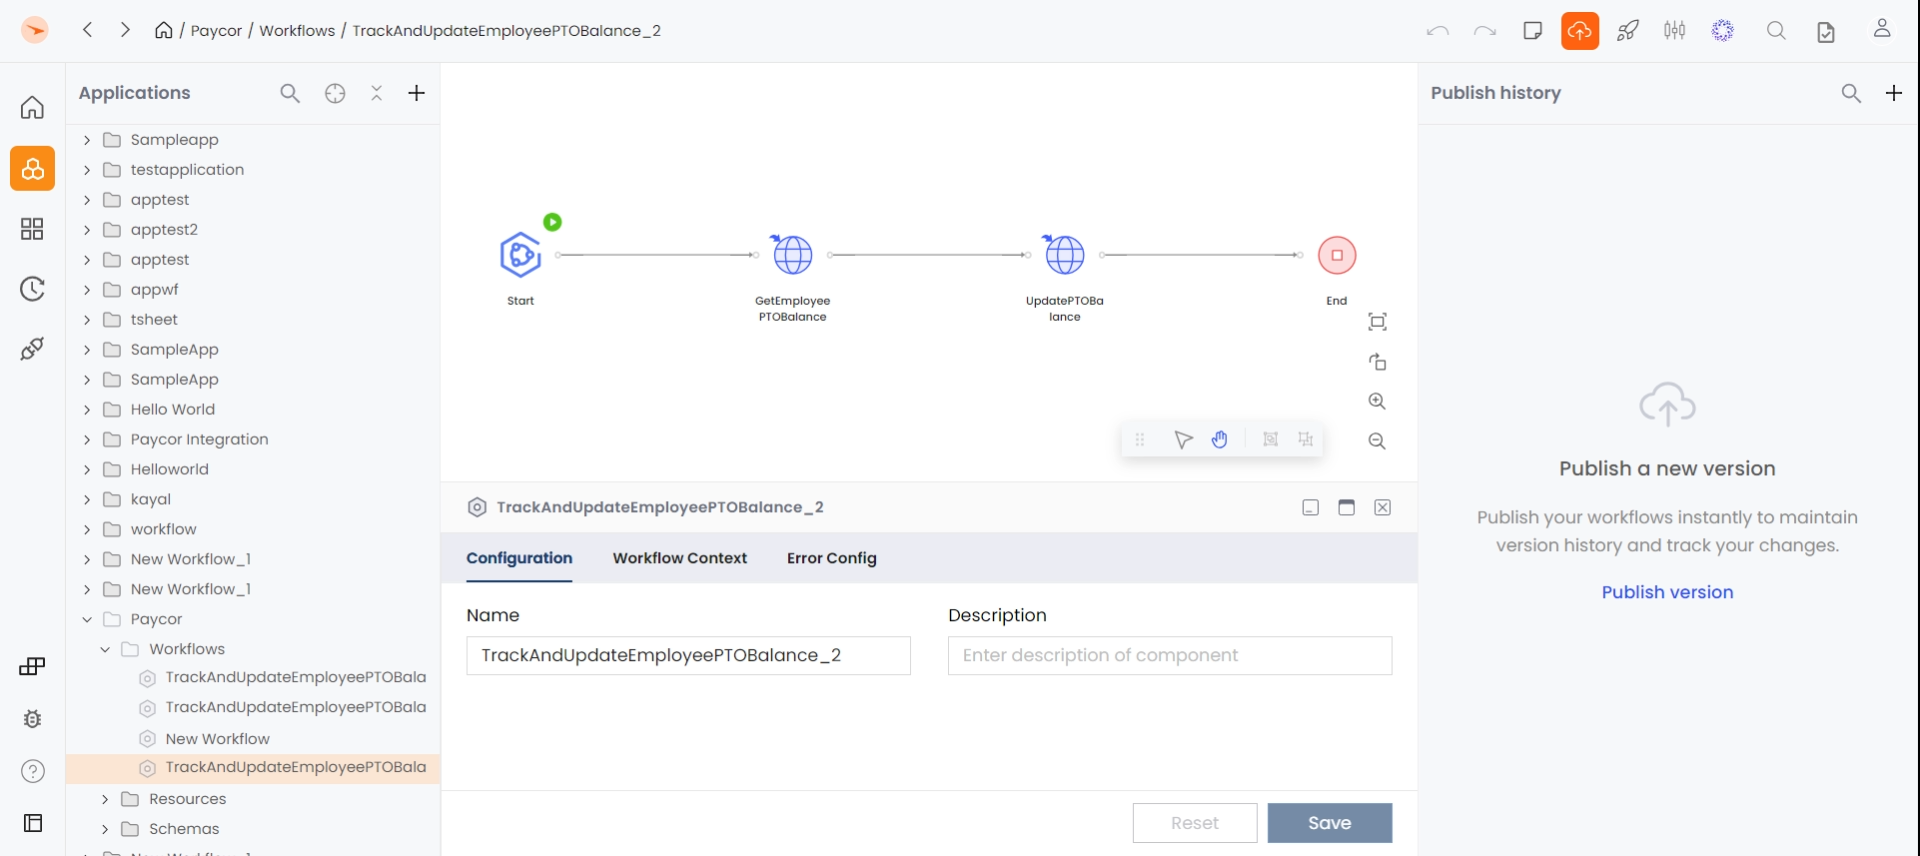 / Paycor / Workflows / TrackAndUpdateEmployeePTOBalance_2
Applications
Sampleapp
testapplication
apptest
apptest2
apptest
appwf
tsheet
SampleApp
SampleApp
Hello World
Paycor Integration
Helloworld
kayal
workflow
New Workflow_1
New Workflow_1
Paycor
Workflows
TrackAndUpdateEmployeePTOBala
TrackAndUpdateEmployeePTOBala
New Workflow
TrackAndUpdateEmployeePTOBala
Resources
Schemas
Start
GetEmployee
PTOBalance
UpdatePTOBa
lance
End
TrackAndUpdateEmployeePTOBalance_2
Configuration Workflow Context Error Config
Name
TrackAndUpdateEmployeePTOBalance_2
Description
Enter description of component
Reset Save
Publish history
Publish a new version
Publish your workflows instantly to maintain
version history and track your changes.
Publish version